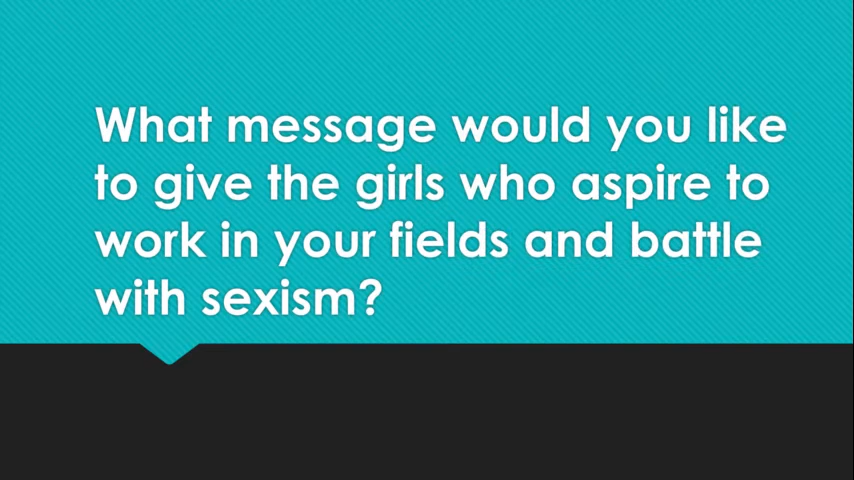 What message would you like
to give the girls who aspire to
work in your fields and battle
with sexism?